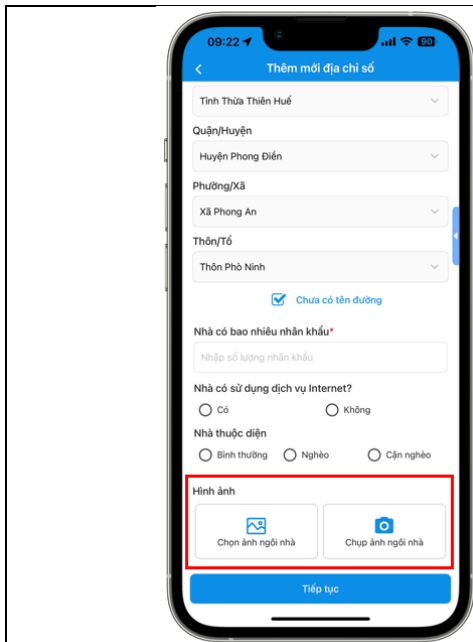 09:22 90
Thêm mới địa chỉ số
Tỉnh Thừa Thiên Huế
Quận/Huyện
Huyện Phong Điền
Phường/Xã
Xã Phong An
Thôn/Tổ
Thôn Phò Ninh
Chưa có tên đường
Nhà có bao nhiêu nhân khẩu*
Nhập số lượng nhân khẩu
Nhà có sử dụng dịch vụ Internet?
Có Không
Nhà thuộc diện
Bình thường Nghèo Cận nghèo
Hình ảnh
Chọn ảnh ngôi nhà Chụp ảnh ngôi nhà
Tiếp tục